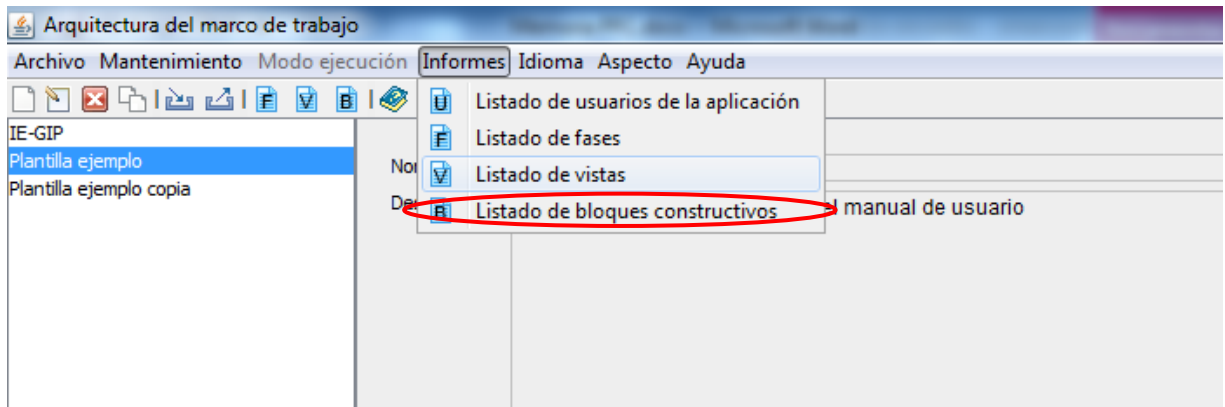 Arquitectura del marco de trabajo
Archivo Mantenimiento Modo ejecución Informes Idioma Aspecto Ayuda
F V B
IE-GIP
Plantilla ejemplo
Plantilla ejemplo copia
U Listado de usuarios de la aplicación
F Listado de fases
V Listado de vistas
B Listado de bloques constructivos
manual de usuario